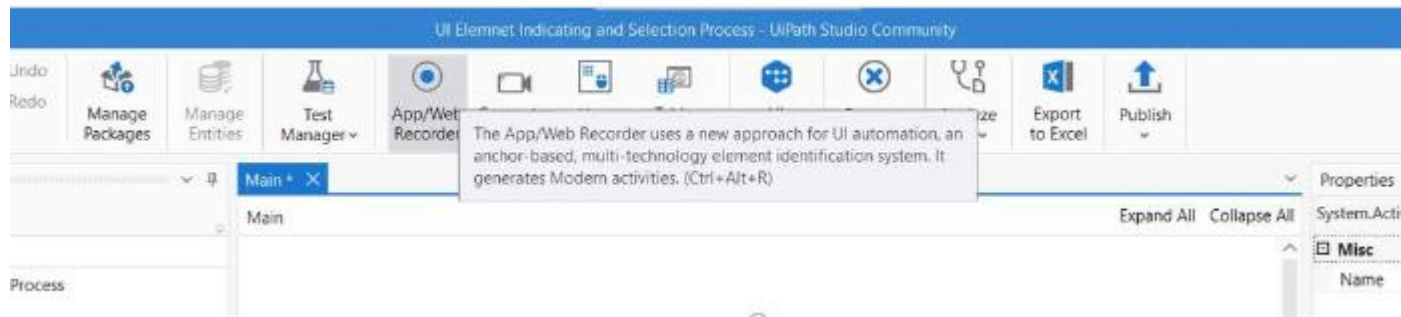 UI Elemnet Indicating and Selection Process - UiPath Studio Community
Undo
Redo
Manage Packages
Manage Entities
Test Manager
App/Web Recorder
Export to Excel
Publish
The App/Web Recorder uses a new approach for UI automation, an
anchor-based, multi-technology element identification system. It
generates Modern activities. (Ctrl+Alt+R)
Main *
Properties
Main
Expand All Collapse All
System.Acti
Misc
Name
Process